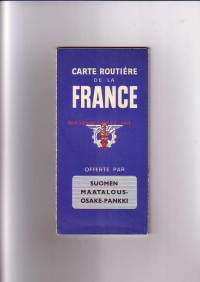 CARTE ROUTIÈRE
DE LA
FRANCE
OFFERTE PAR
SUOMEN
MAATALOUS-
OSAKE-PANKKI